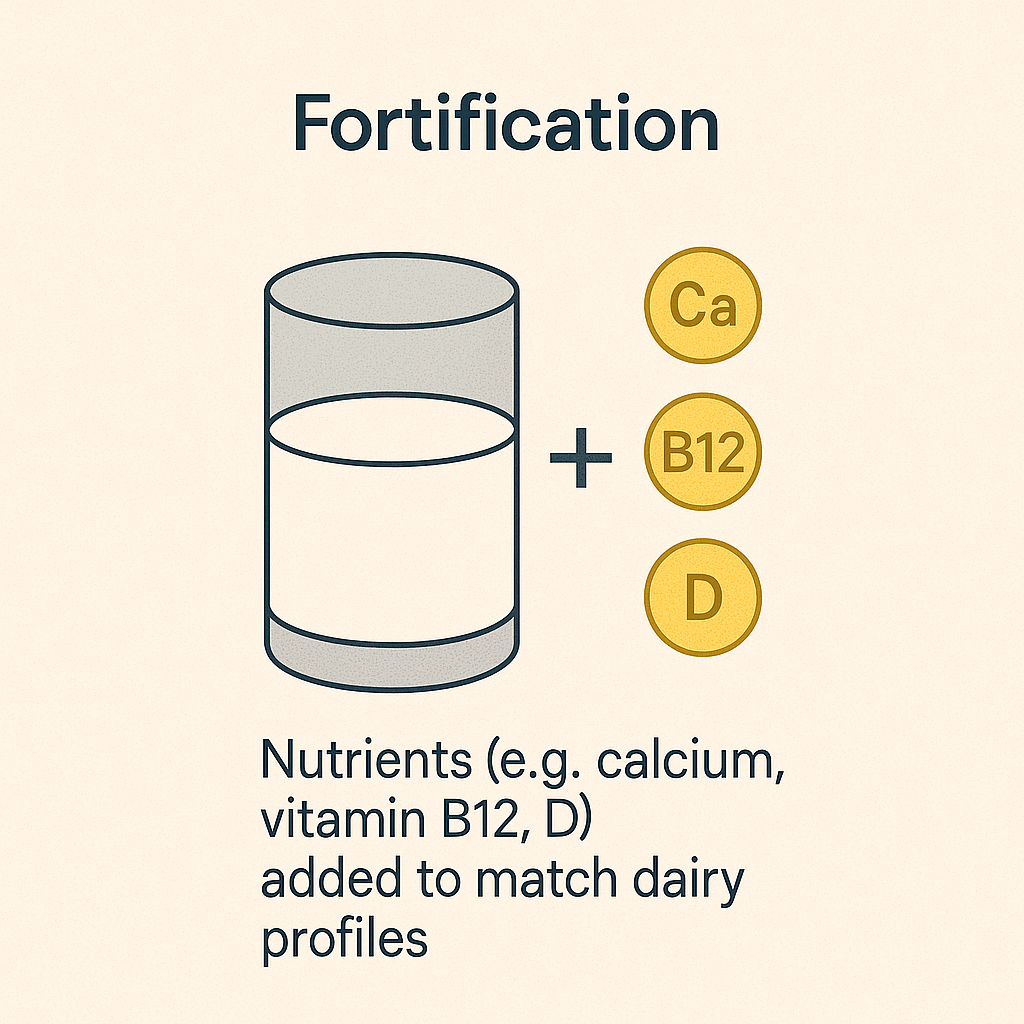 Fortification
Ca
B12
D
Nutrients (e.g. calcium,
vitamin B12, D)
added to match dairy
profiles